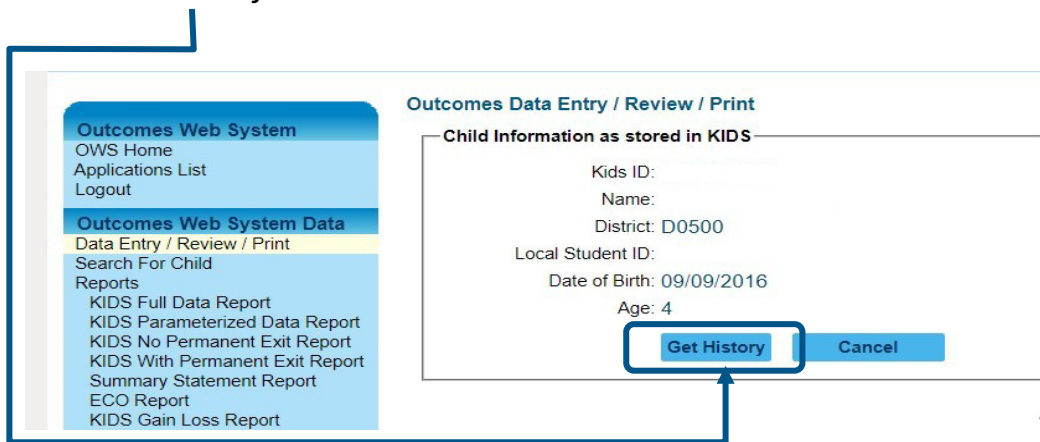 Outcomes Web System
OWS Home
Applications List
Logout
Outcomes Web System Data
Data Entry / Review / Print
Search For Child
Reports
KIDS Full Data Report
KIDS Parameterized Data Report
KIDS No Permanent Exit Report
KIDS With Permanent Exit Report
Summary Statement Report
ECO Report
KIDS Gain Loss Report
Outcomes Data Entry / Review / Print
Child Information as stored in KIDS
Kids ID:
Name:
District: D0500
Local Student ID:
Date of Birth: 09/09/2016
Age: 4
Get History Cancel